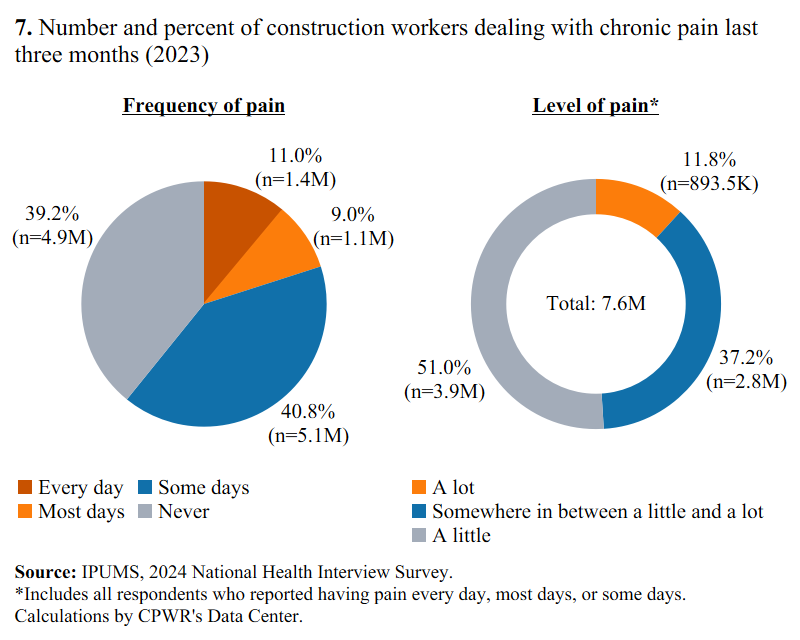 7. Number and percent of construction workers dealing with chronic pain last
three months (2023)
Frequency of pain
11.0%
(n=1.4M)
9.0%
(n=1.1M)
39.2%
(n=4.9M)
40.8%
(n=5.1M)
Every day
Some days
Most days
Never
Level of pain*
11.8%
(n=893.5K)
Total: 7.6M
37.2%
(n=2.8M)
51.0%
(n=3.9M)
A lot
Somewhere in between a little and a lot
A little
Source: IPUMS, 2024 National Health Interview Survey.
*Includes all respondents who reported having pain every day, most days, or some days.
Calculations by CPWR's Data Center.